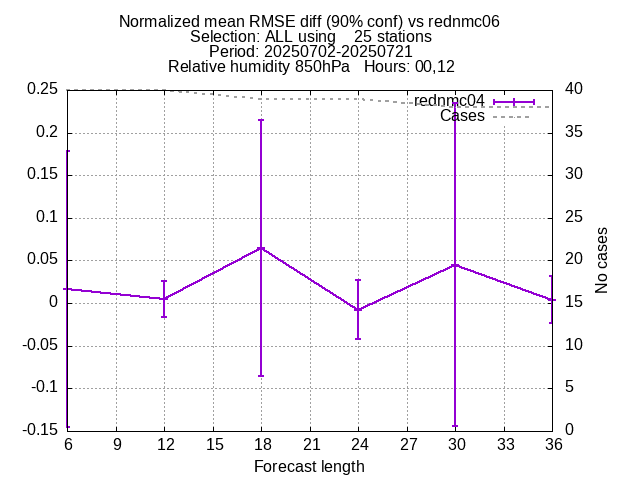 Normalized mean RMSE diff (90% conf) vs rednmc06
Selection: ALL using    25 stations
Period: 20250702-20250721
Relative humidity 850hPa   Hours: 00,12
rednmc04
Cases
0.25
0.2
0.15
0.1
0.05
0
-0.05
-0.1
-0.15
40
35
30
25
20
15
10
5
0
No cases
6 9 12 15 18 21 24 27 30 33 36
Forecast length